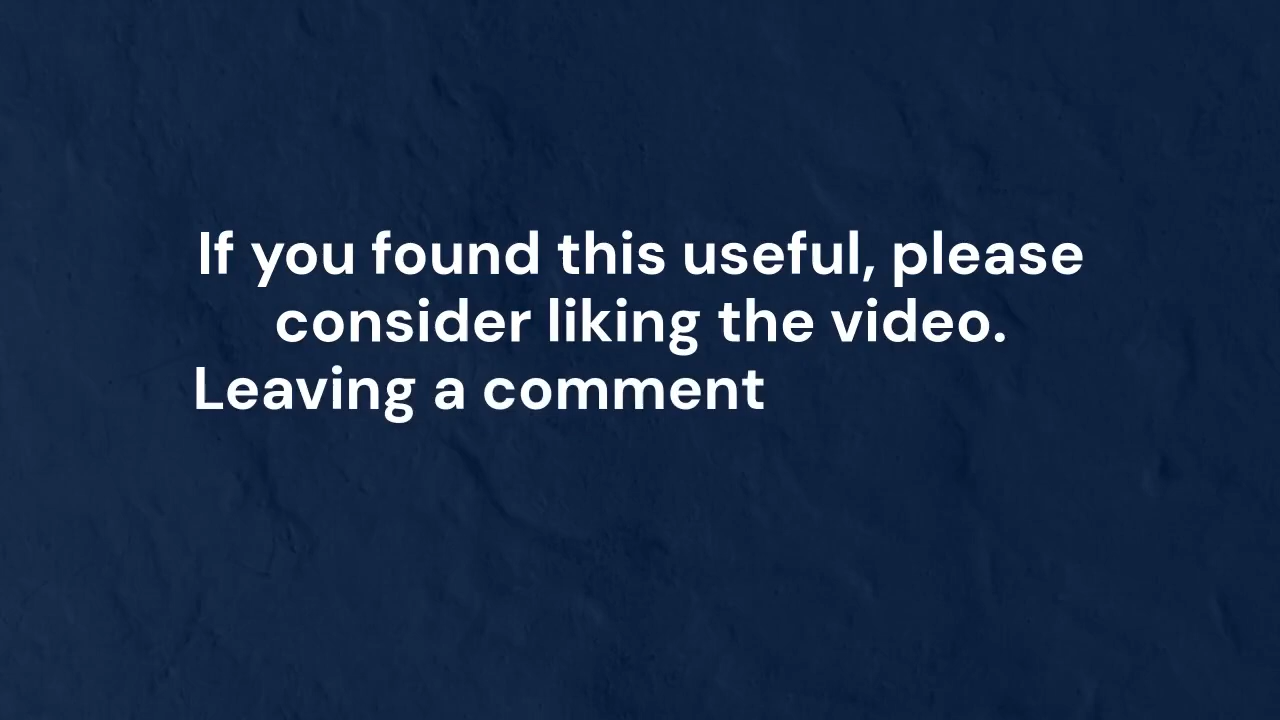 If you found this useful, please
consider liking the video.
Leaving a comment